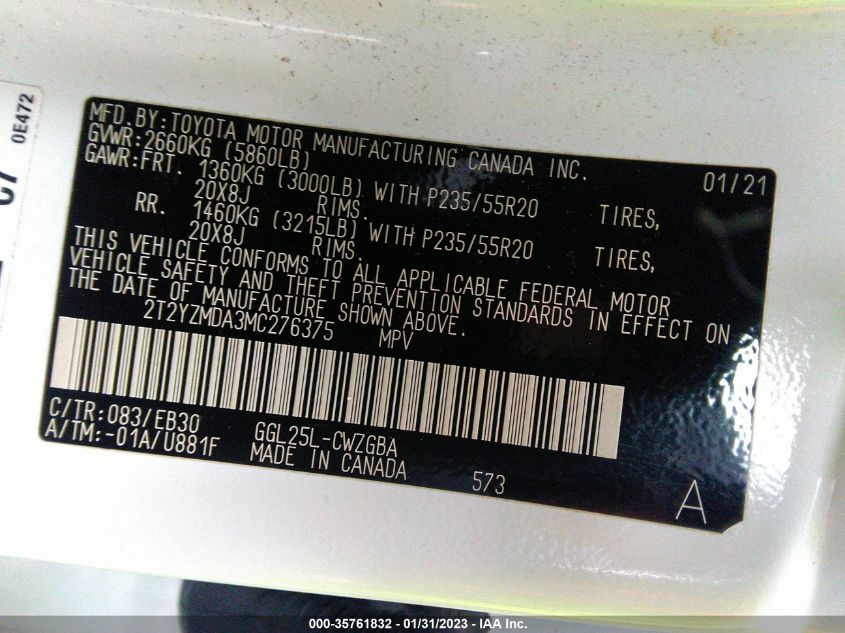 0E472
MFD.BY:TOYOTA MOTOR MANUFACTURING CANADA INC. 01/21
GVWR:2660KG (5860LB)
GAWR:FRT. 1360KG (3000LB) WITH P235/55R20 TIRES,
20X8J RIMS.
RR. 1460KG (3215LB) WITH P235/55R20 TIRES,
20X8J RIMS.
THIS VEHICLE CONFORMS TO ALL APPLICABLE FEDERAL MOTOR
VEHICLE SAFETY AND THEFT PREVENTION STANDARDS IN EFFECT ON
THE DATE OF MANUFACTURE SHOWN ABOVE.
2T2YZMDA3MC276375 MPV
C/TR:083/EB30 GGL25L-CWZGBA
A/TM:-01A/U881F MADE IN CANADA 573
A
000-35761832 - 01/31/2023 - IAA Inc.